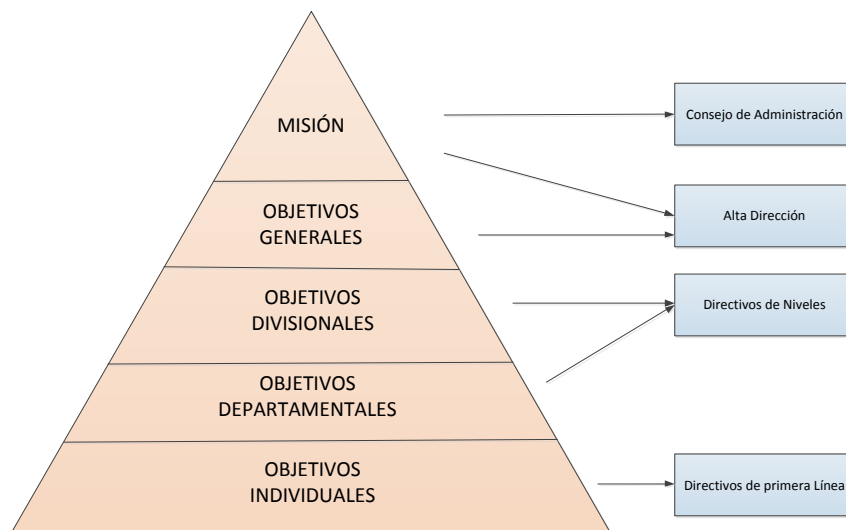 MISIÓN
Consejo de Administración
OBJETIVOS
GENERALES
Alta Dirección
OBJETIVOS
DIVISIONALES
Directivos de Niveles
OBJETIVOS
DEPARTAMENTALES
OBJETIVOS
INDIVIDUALES
Directivos de primera Línea